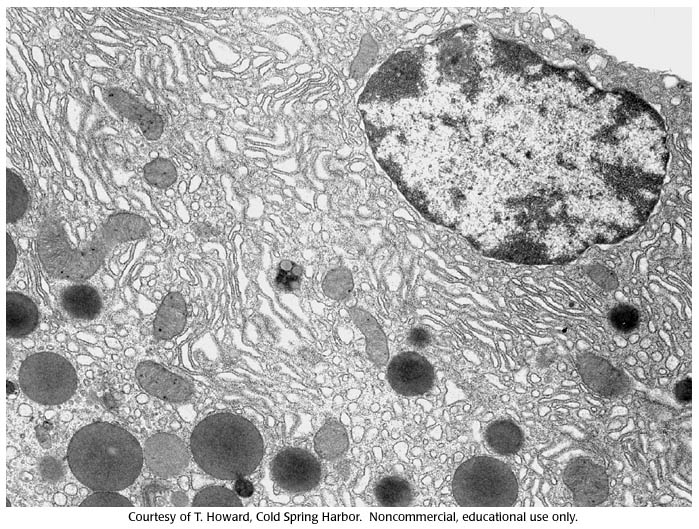 Courtesy of T. Howard, Cold Spring Harbor.  Noncommercial, educational use only.